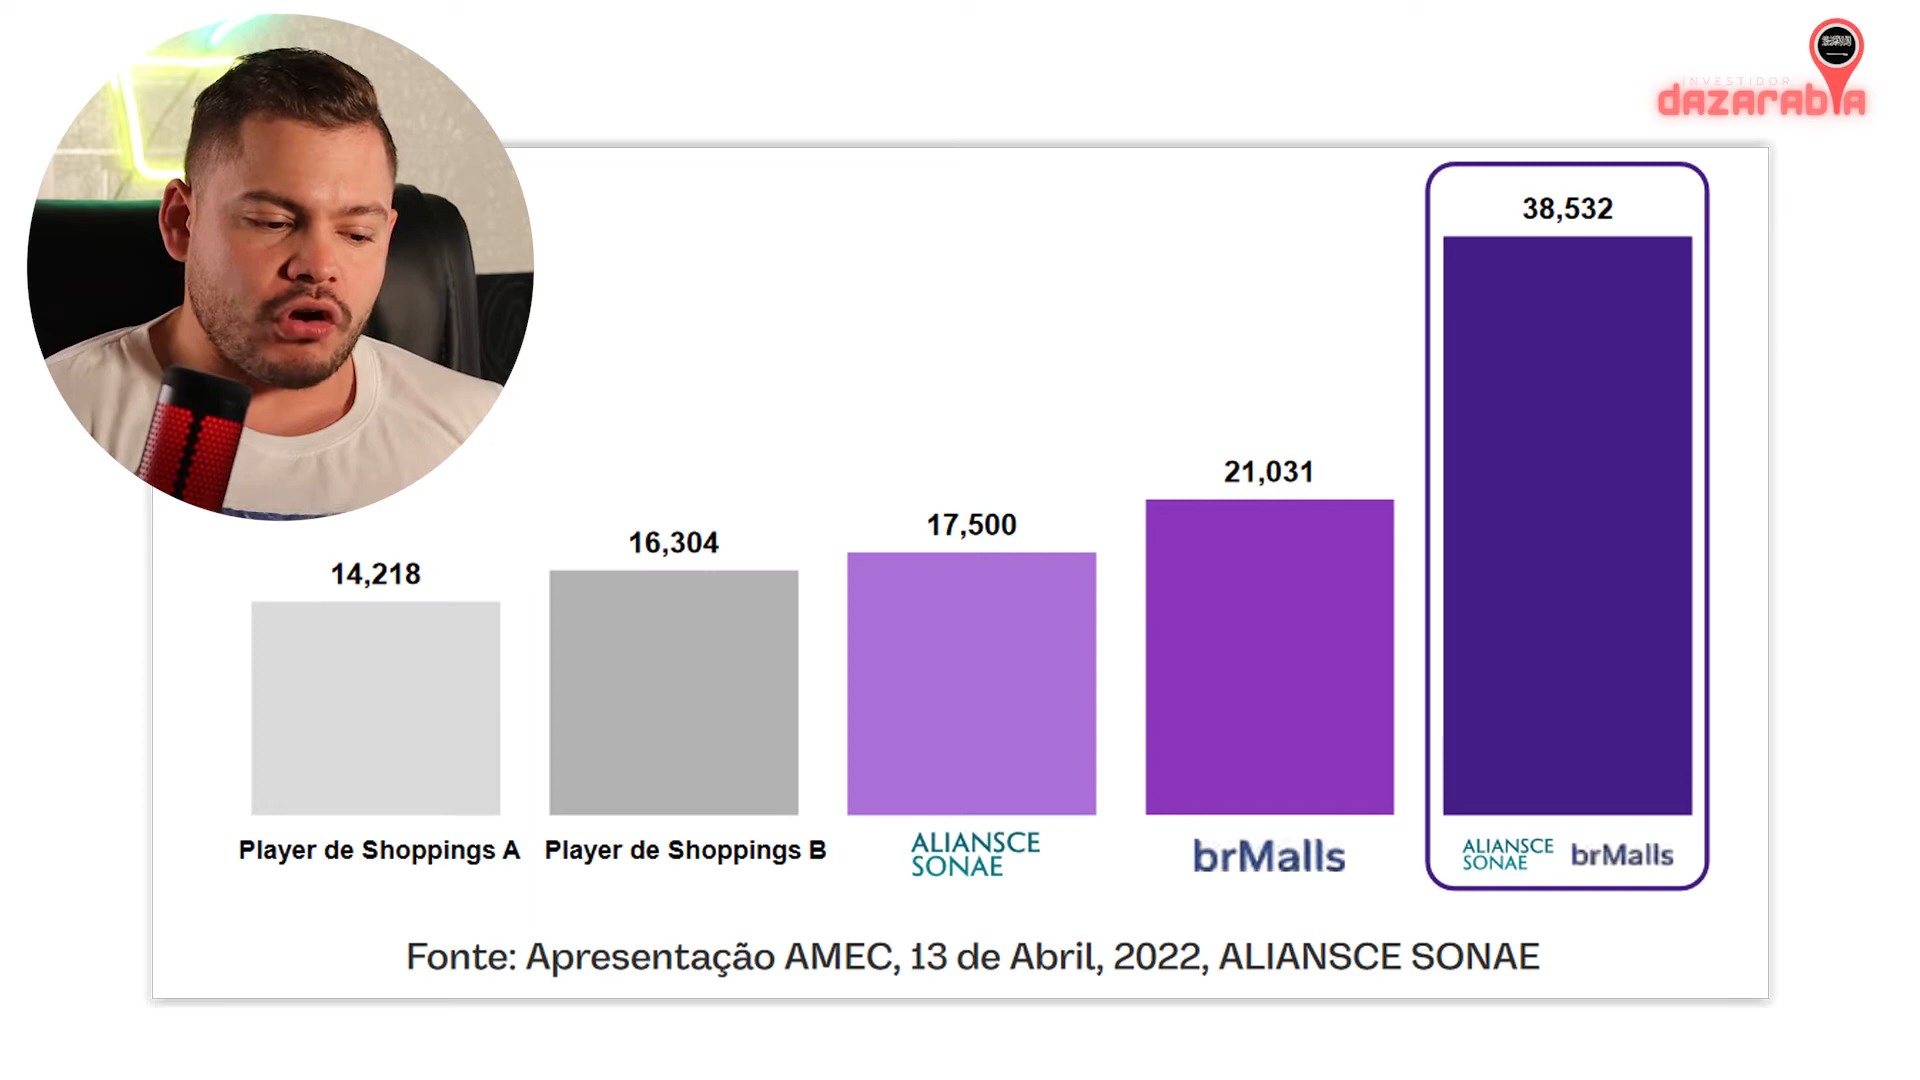 INVESTIDOR
dazarabia
38,532
21,031
17,500
16,304
14,218
Player de Shoppings A
Player de Shoppings B
ALIANSCE
SONAE
brMalls
ALIANSCE
SONAE
brMalls
Fonte: Apresentação AMEC, 13 de Abril, 2022, ALIANSCE SONAE